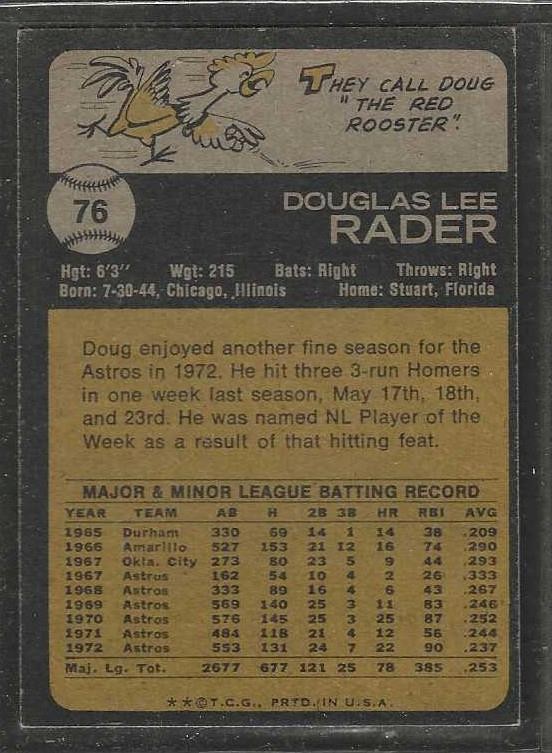 THEY CALL DOUG
"THE RED
ROOSTER".
76
DOUGLAS LEE
RADER
Hgt: 6'3" Wgt: 215 Bats: Right Throws: Right
Born: 7-30-44, Chicago, Illinois Home: Stuart, Florida
Doug enjoyed another fine season for the
Astros in 1972. He hit three 3-run Homers
in one week last season, May 17th, 18th,
and 23rd. He was named NL Player of the
Week as a result of that hitting feat.
MAJOR & MINOR LEAGUE BATTING RECORD
YEAR TEAM AB H 2B 3B HR RBI AVG
1965 Durham 330 69 14 1 14 38 .209
1966 Amarillo 527 153 21 12 16 74 .290
1967 Okla. City 273 80 23 5 9 44 .293
1967 Astros 162 54 10 4 2 26 .333
1968 Astros 333 89 16 4 6 43 .267
1969 Astros 569 140 25 3 11 83 .246
1970 Astros 576 145 25 3 25 87 .252
1971 Astros 484 118 21 4 12 56 .244
1972 Astros 553 131 24 7 22 90 .237
Maj. Lg. Tot. 2677 677 121 25 78 385 .253
**©T.C.G., PRTD. IN U.S.A.